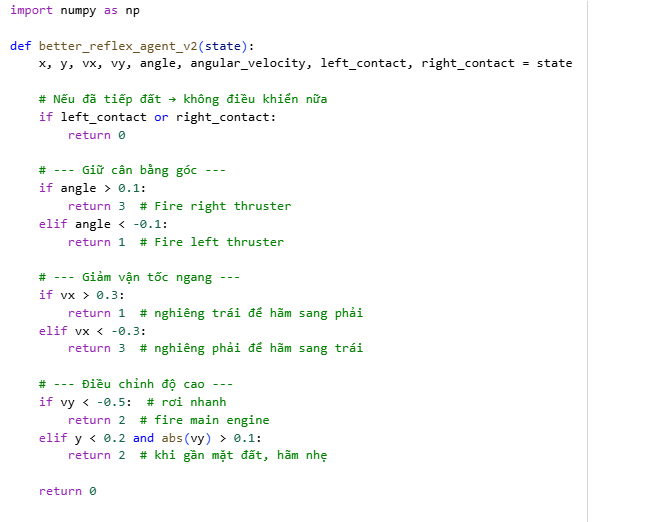 import numpy as np
def better_reflex_agent_v2(state):
    x, y, vx, vy, angle, angular_velocity, left_contact, right_contact = state
    # Nếu đã tiếp đất → không điều khiển nữa
    if left_contact or right_contact:
        return 0
    # --- Giữ cân bằng góc ---
    if angle > 0.1:
        return 3  # Fire right thruster
    elif angle < -0.1:
        return 1  # Fire left thruster
    # --- Giảm vận tốc ngang ---
    if vx > 0.3:
        return 1  # nghiêng trái để hãm sang phải
    elif vx < -0.3:
        return 3  # nghiêng phải để hãm sang trái
    # --- Điều chỉnh độ cao ---
    if vy < -0.5:  # rơi nhanh
        return 2  # fire main engine
    elif y < 0.2 and abs(vy) > 0.1:
        return 2  # khi gần mặt đất, hãm nhẹ
    return 0